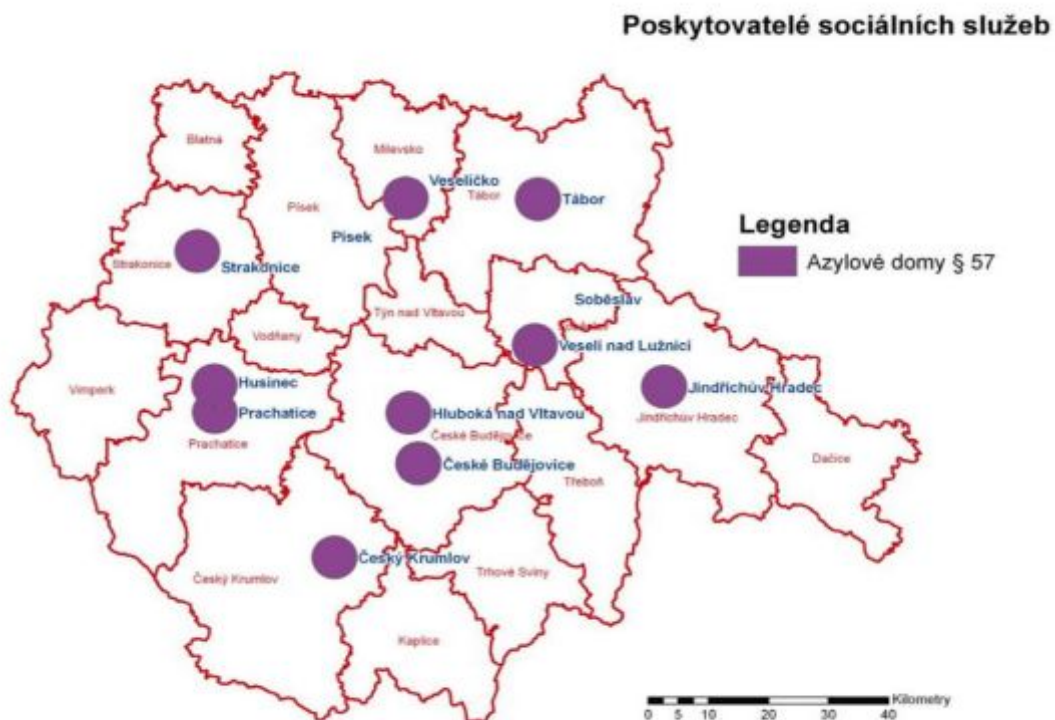 Poskytovatelé sociálních služeb
Blatná
Milevsko
Veselíčko
Tábor
Tábor
Písek
Písek
Legenda
Azylové domy § 57
Strakonice
Strakonice
Soběslav
Týn nad Vltavou
Vodňany
Veselí nad Lužnicí
Vimperk
Husinec
Prachatice
Prachatice
Hluboká nad Vltavou
České Budějovice
České Budějovice
Jindřichův Hradec
Jindřichův Hradec
Dačice
Třeboň
Český Krumlov
Český Krumlov
Trhové Sviny
Kaplice
Kilometry
0 5 10 20 30 40